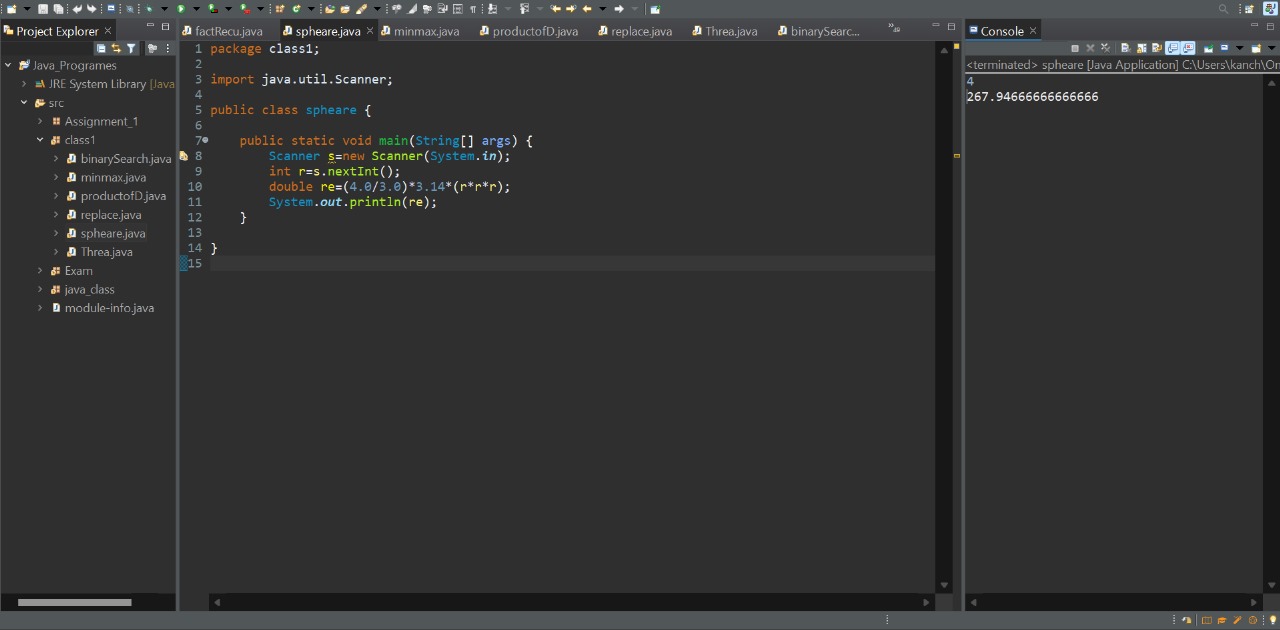 Project Explorer
Java_Programes
JRE System Library [Java
src
Assignment_1
class1
binarySearch.java
minmax.java
productofD.java
replace.java
spheare.java
Threa.java
Exam
java_class
module-info.java
factRecu.java
spheare.java
minmax.java
productofD.java
replace.java
Threa.java
binarySearc...
1 package class1;
2
3 import java.util.Scanner;
4
5 public class spheare {
6
7 public static void main(String[] args) {
8 Scanner s=new Scanner(System.in);
9 int r=s.nextInt();
10 double re=(4.0/3.0)*3.14*(r*r*r);
11 System.out.println(re);
12 }
13
14 }
15
Console
<terminated> spheare [Java Application] C:\Users\kanch\On
4
267.94666666666666